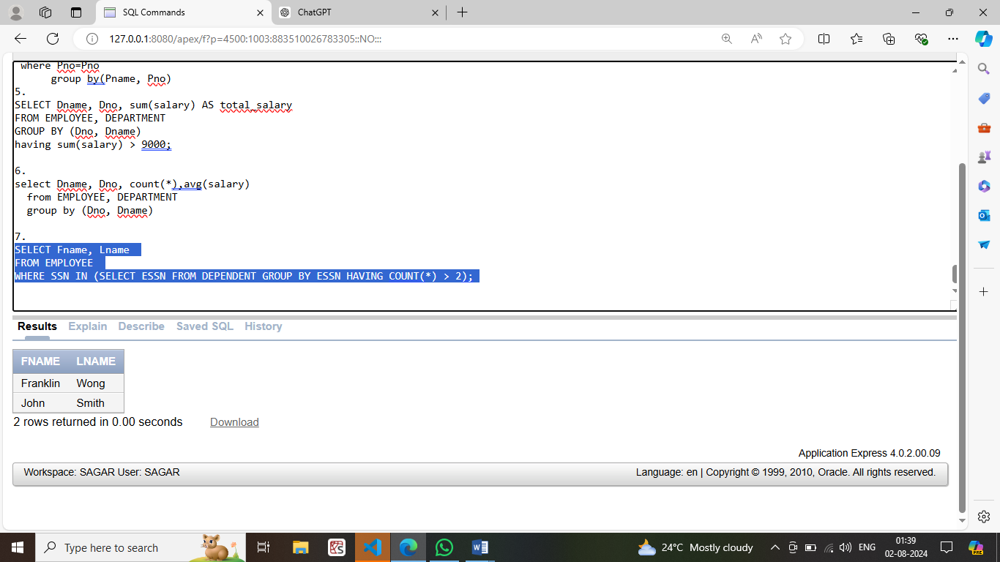 SQL Commands
ChatGPT
127.0.0.1:8080/apex/f?p=4500:1003:883510026783305::NO:::
where Pno=Pno
group by(Pname, Pno)
5.
SELECT Dname, Dno, sum(salary) AS total_salary
FROM EMPLOYEE, DEPARTMENT
GROUP BY (Dno, Dname)
having sum(salary) > 9000;
6.
select Dname, Dno, count(*),avg(salary)
from EMPLOYEE, DEPARTMENT
group by (Dno, Dname)
7.
SELECT Fname, Lname
FROM EMPLOYEE
WHERE SSN IN (SELECT ESSN FROM DEPENDENT GROUP BY ESSN HAVING COUNT(*) > 2);
Results Explain Describe Saved SQL History
FNAME LNAME
Franklin Wong
John Smith
2 rows returned in 0.00 seconds Download
Application Express 4.0.2.00.09
Workspace: SAGAR User: SAGAR Language: en | Copyright © 1999, 2010, Oracle. All rights reserved.
Type here to search
24°C Mostly cloudy
ENG
01:39
02-08-2024
PRE